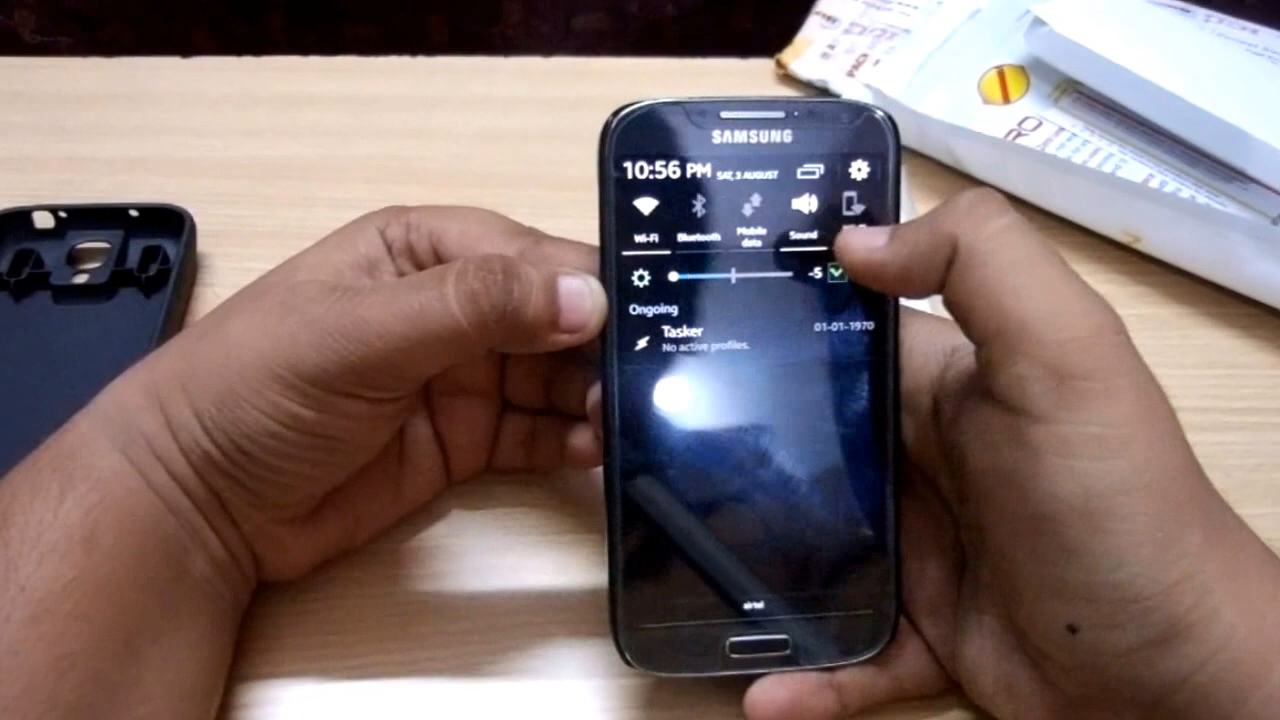 SAMSUNG
10:56 PM SAT, 3 AUGUST
Wi-Fi Bluetooth Mobile data Sound
-5
Ongoing
Tasker 01-01-1970
No active profiles.
airtel